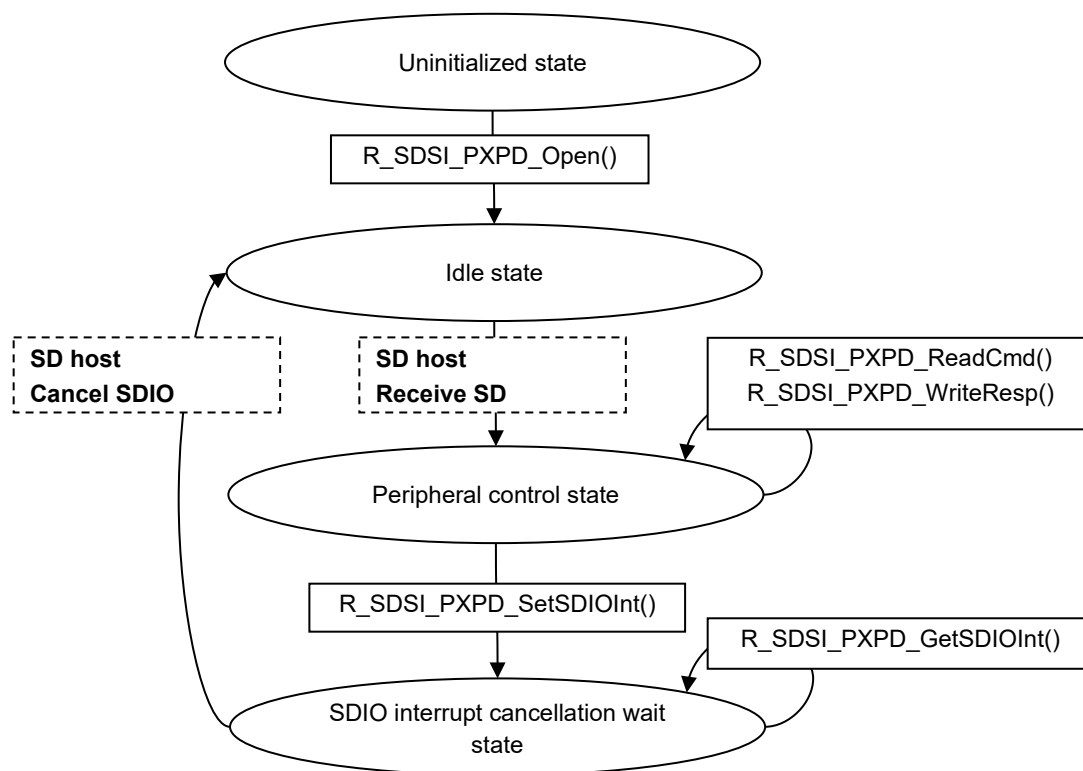 Uninitialized state
R_SDSI_PXPD_Open()
Idle state
SD host
Cancel SDIO
SD host
Receive SD
R_SDSI_PXPD_ReadCmd()
R_SDSI_PXPD_WriteResp()
Peripheral control state
R_SDSI_PXPD_SetSDIOInt()
R_SDSI_PXPD_GetSDIOInt()
SDIO interrupt cancellation wait
state